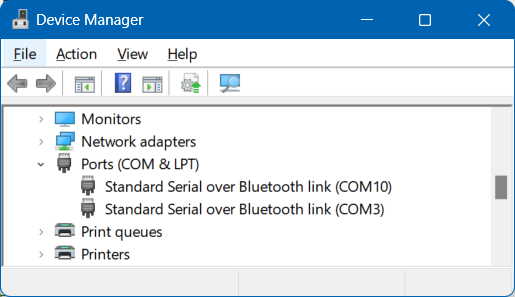 Device Manager
File Action View Help
Monitors
Network adapters
Ports (COM & LPT)
Standard Serial over Bluetooth link (COM10)
Standard Serial over Bluetooth link (COM3)
Print queues
Printers